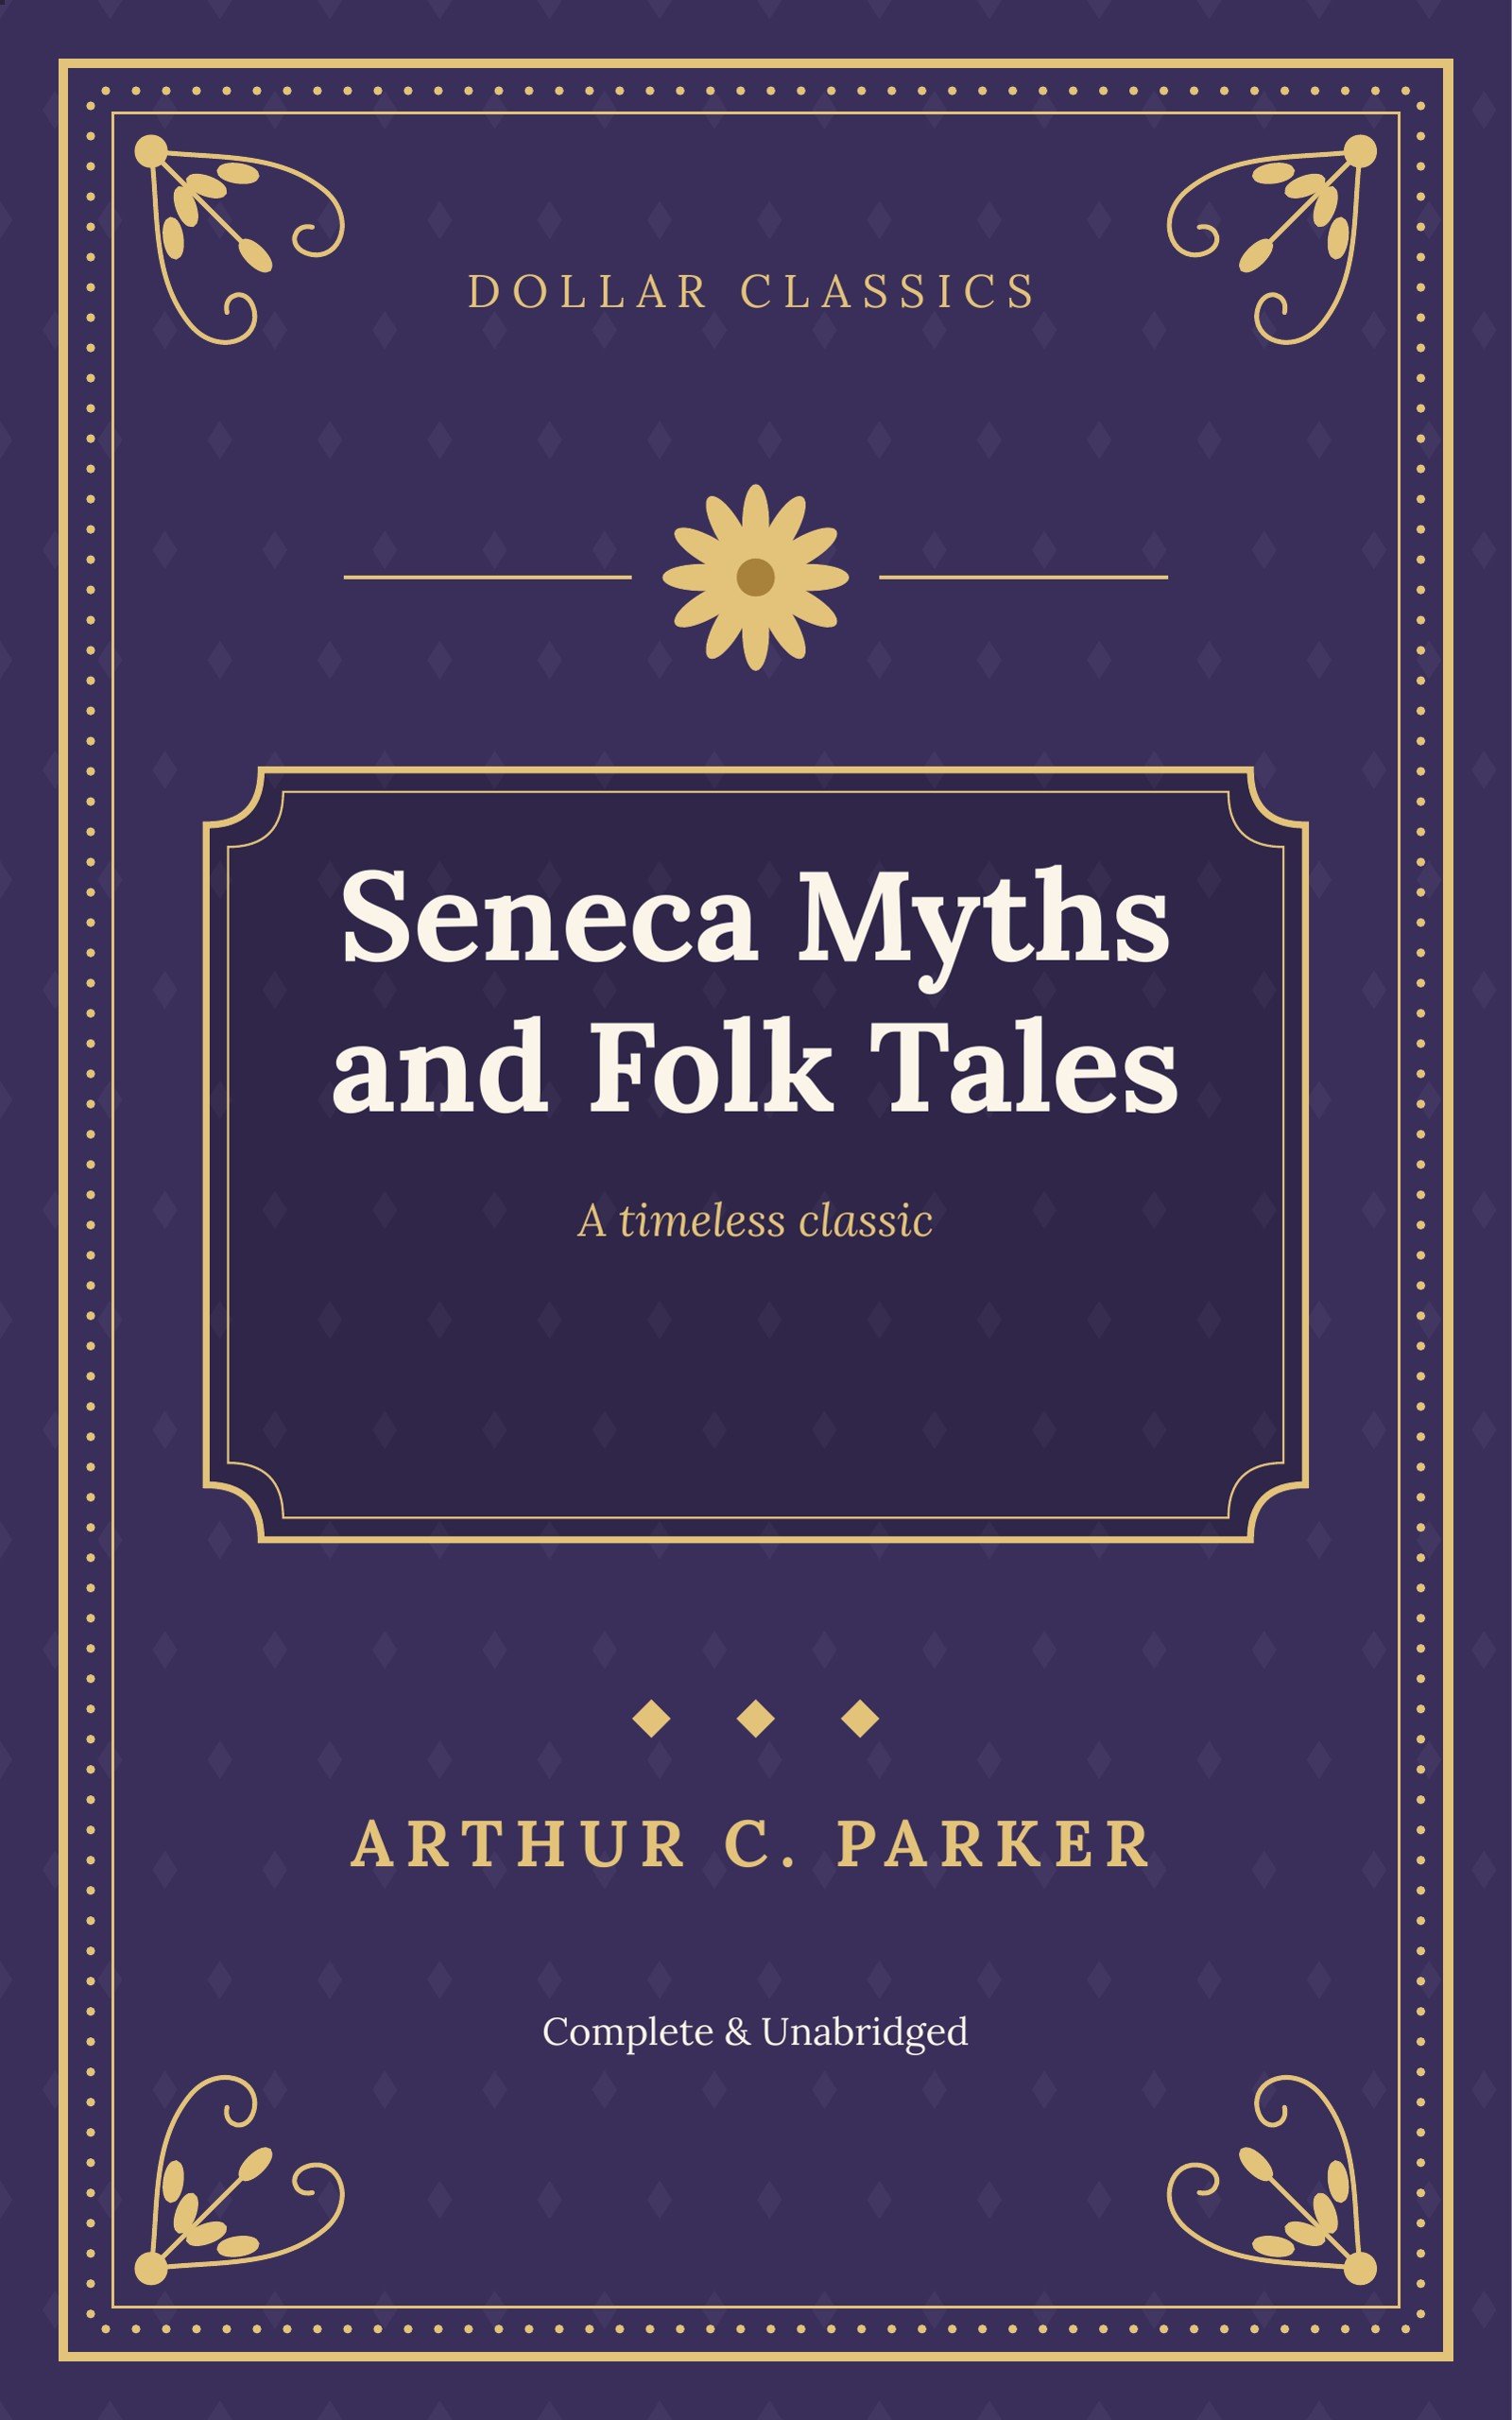 DOLLAR CLASSICS
Seneca Myths
and Folk Tales
A timeless classic
ARTHUR C. PARKER
Complete & Unabridged